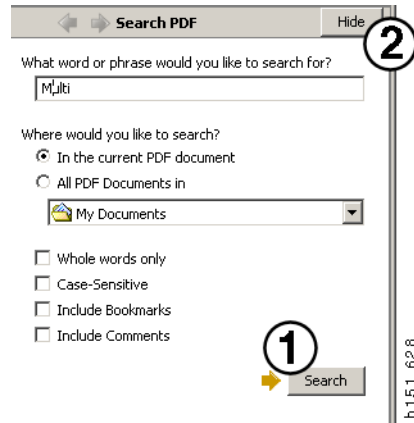 Search PDF
Hide
2
What word or phrase would you like to search for?
Multi
Where would you like to search?
In the current PDF document
All PDF Documents in
My Documents
Whole words only
Case-Sensitive
Include Bookmarks
Include Comments
1
Search
h151_628